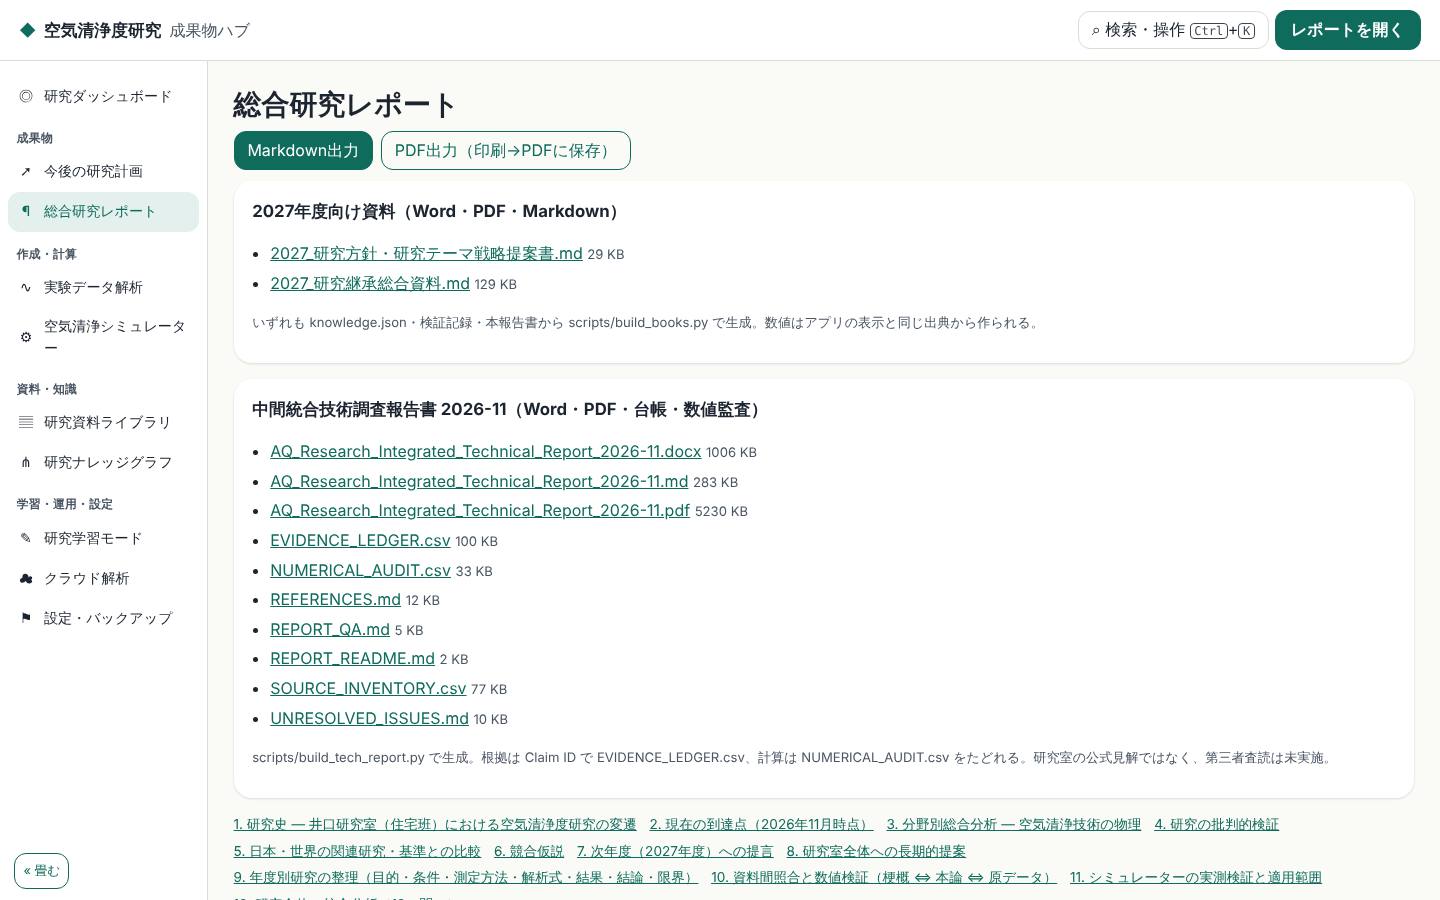 ◆ 空気清浄度研究 成果物ハブ
⌕ 検索・操作 Ctrl+K
レポートを開く
◎ 研究ダッシュボード
成果物
↗ 今後の研究計画
¶ 総合研究レポート
作成・計算
∿ 実験データ解析
⚙ 空気清浄シミュレータ
ー
資料・知識
▤ 研究資料ライブラリ
⋔ 研究ナレッジグラフ
学習・運用・設定
✎ 研究学習モード
☁ クラウド解析
⚑ 設定・バックアップ
« 畳む
総合研究レポート
Markdown出力
PDF出力（印刷→PDFに保存）
2027年度向け資料（Word・PDF・Markdown）
• 2027_研究方針・研究テーマ戦略提案書.md 29 KB
• 2027_研究継承総合資料.md 129 KB
いずれも knowledge.json・検証記録・本報告書から scripts/build_books.py で生成。数値はアプリの表示と同じ出典から作られる。
中間統合技術調査報告書 2026-11（Word・PDF・台帳・数値監査）
• AQ_Research_Integrated_Technical_Report_2026-11.docx 1006 KB
• AQ_Research_Integrated_Technical_Report_2026-11.md 283 KB
• AQ_Research_Integrated_Technical_Report_2026-11.pdf 5230 KB
• EVIDENCE_LEDGER.csv 100 KB
• NUMERICAL_AUDIT.csv 33 KB
• REFERENCES.md 12 KB
• REPORT_QA.md 5 KB
• REPORT_README.md 2 KB
• SOURCE_INVENTORY.csv 77 KB
• UNRESOLVED_ISSUES.md 10 KB
scripts/build_tech_report.py で生成。根拠は Claim ID で EVIDENCE_LEDGER.csv、計算は NUMERICAL_AUDIT.csv をたどれる。研究室の公式見解ではなく、第三者査読は未実施。
1. 研究史 — 井口研究室（住宅班）における空気清浄度研究の変遷 2. 現在の到達点（2026年11月時点） 3. 分野別総合分析 — 空気清浄技術の物理 4. 研究の批判的検証
5. 日本・世界の関連研究・基準との比較 6. 競合仮説 7. 次年度（2027年度）への提言 8. 研究室全体への長期的提案
9. 年度別研究の整理（目的・条件・測定方法・解析式・結果・結論・限界） 10. 資料間照合と数値検証（梗概 ⇔ 本論 ⇔ 原データ） 11. シミュレーターの実測検証と適用範囲